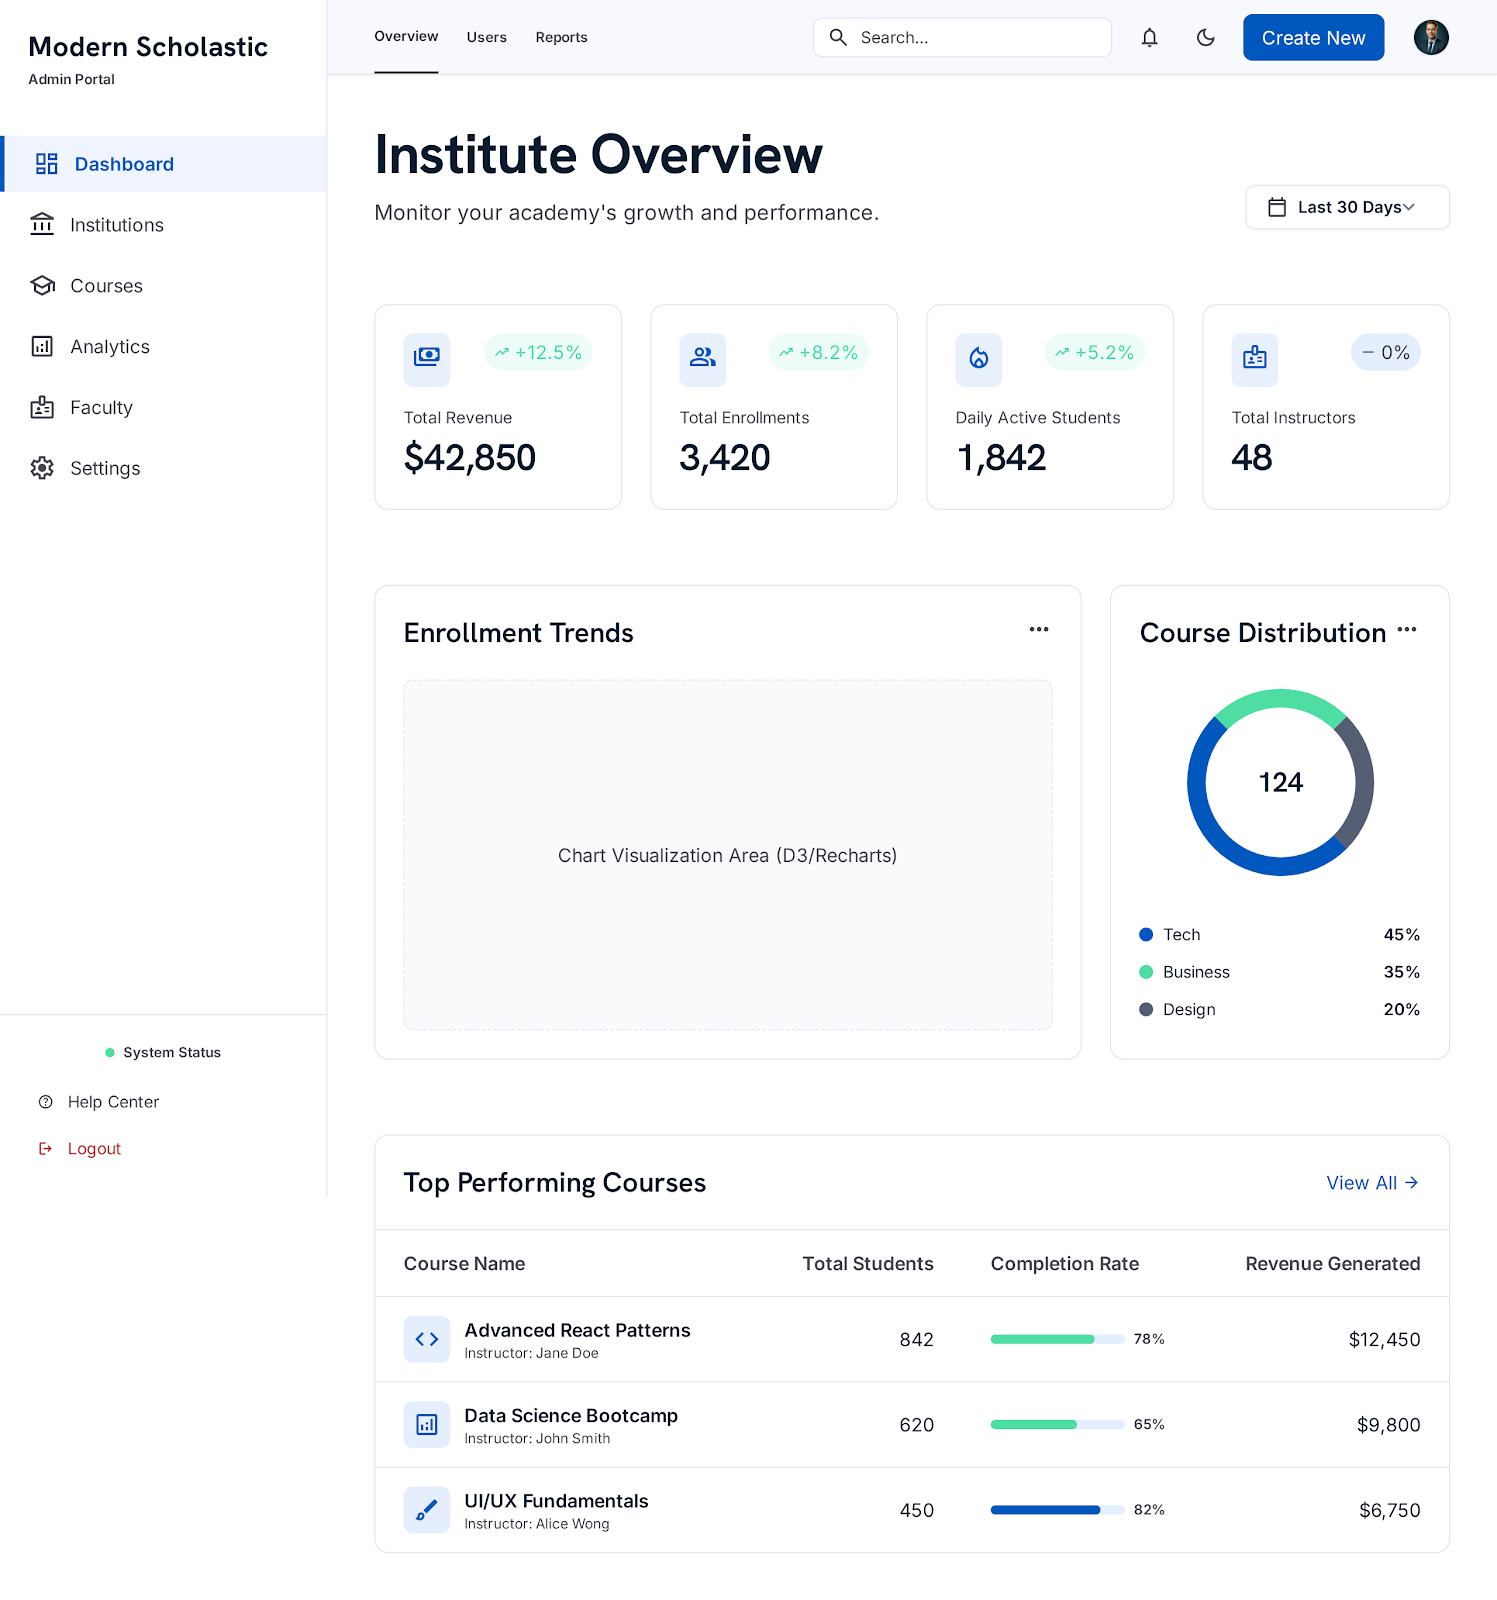 Modern Scholastic
Admin Portal
Dashboard
Institutions
Courses
Analytics
Faculty
Settings
System Status
Help Center
Logout
Overview Users Reports
Search...
Create New
Institute Overview
Monitor your academy's growth and performance.
Last 30 Days
+12.5%
Total Revenue
$42,850
+8.2%
Total Enrollments
3,420
+5.2%
Daily Active Students
1,842
0%
Total Instructors
48
Enrollment Trends
Chart Visualization Area (D3/Recharts)
Course Distribution
124
Tech 45%
Business 35%
Design 20%
Top Performing Courses
View All
Course Name Total Students Completion Rate Revenue Generated
Advanced React Patterns
Instructor: Jane Doe
842 78% $12,450
Data Science Bootcamp
Instructor: John Smith
620 65% $9,800
UI/UX Fundamentals
Instructor: Alice Wong
450 82% $6,750